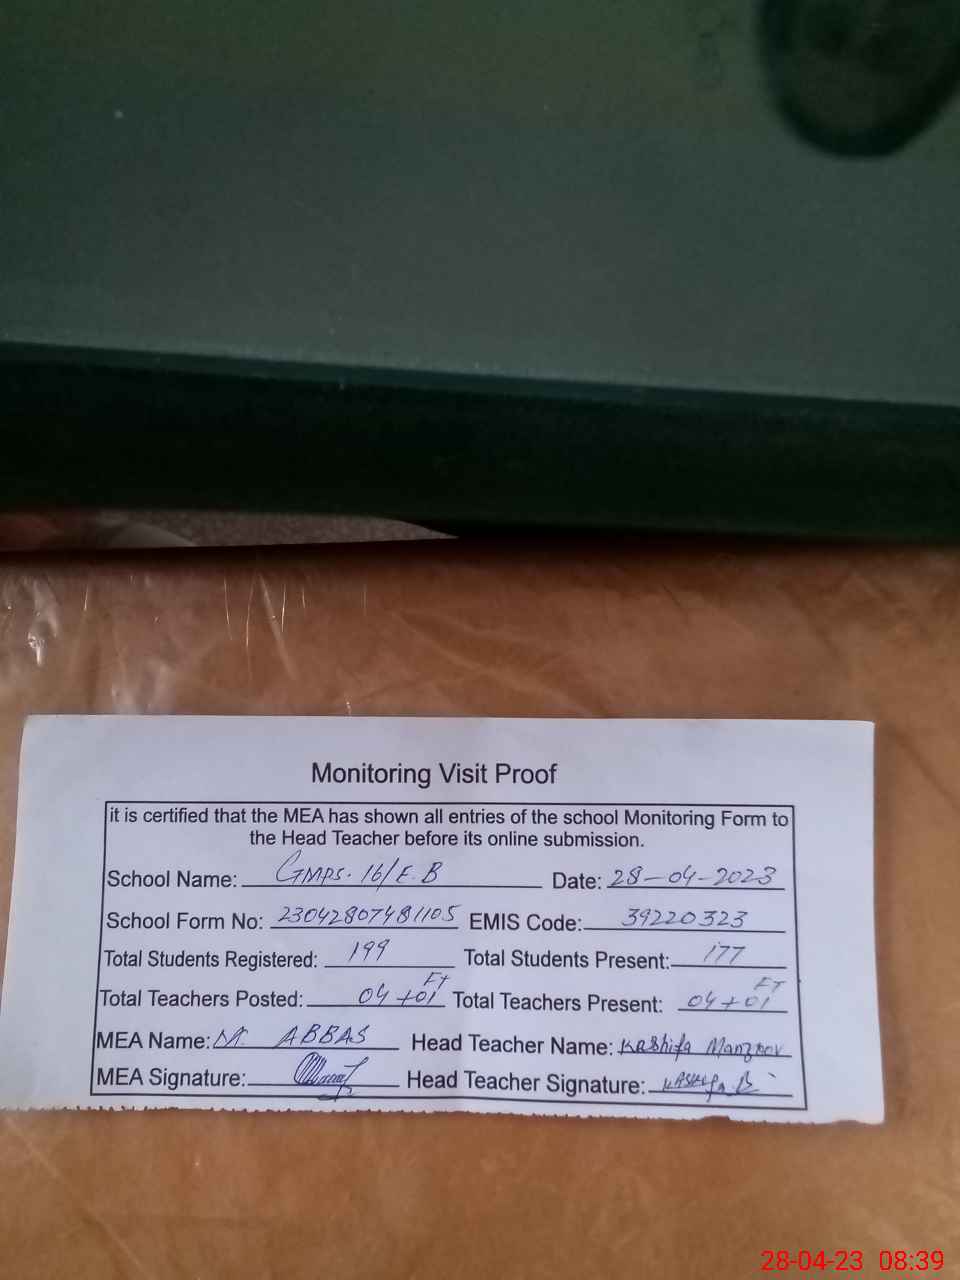 Monitoring Visit Proof
it is certified that the MEA has shown all entries of the school Monitoring Form to
the Head Teacher before its online submission.
School Name: GMPS. 16/E.B Date: 28-04-2023
School Form No: 23042807481105 EMIS Code: 39220323
Total Students Registered: 199 Total Students Present: 177
Total Teachers Posted: 04+01 FT Total Teachers Present: 04+01 FT
MEA Name: M. ABBAS Head Teacher Name: Kashifa Manzoor
MEA Signature: Head Teacher Signature: Kashifa
28-04-23 08:39